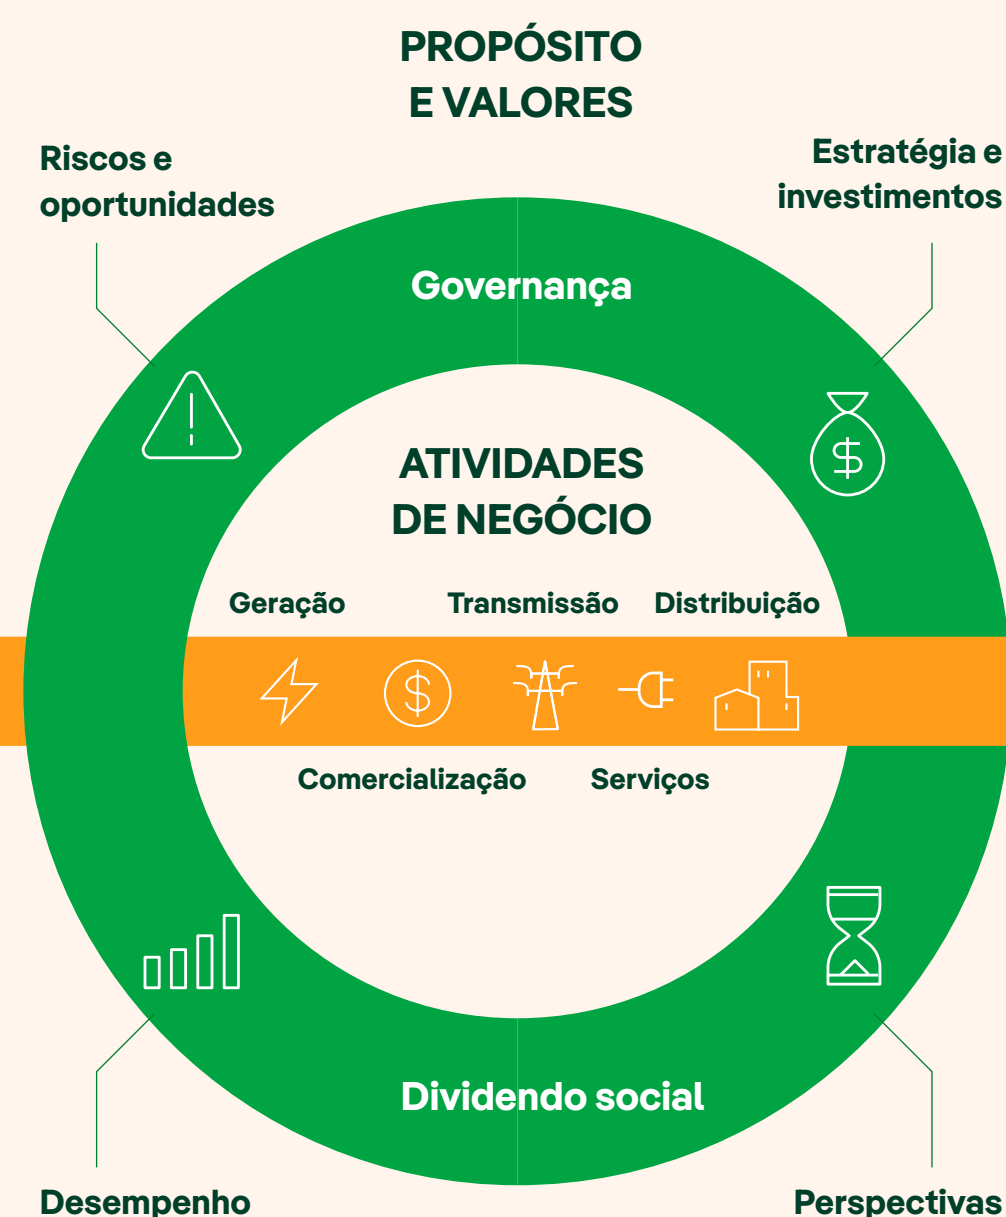 PROPÓSITO
E VALORES
Riscos e
oportunidades
Estratégia e
investimentos
Governança
ATIVIDADES
DE NEGÓCIO
Geração
Transmissão
Distribuição
Comercialização
Serviços
Dividendo social
Desempenho
Perspectivas